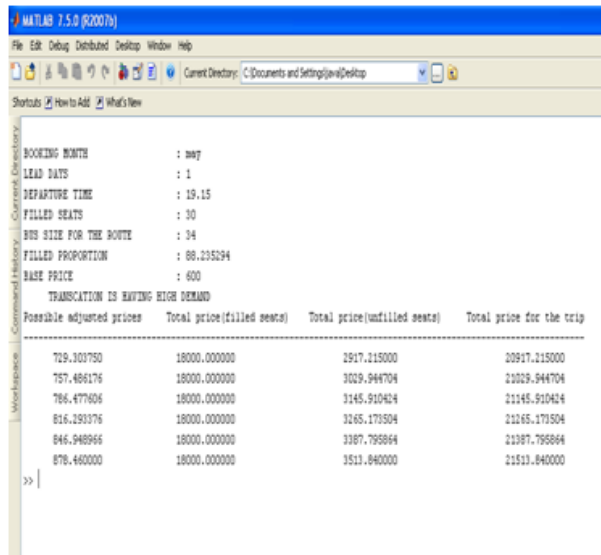 MATLAB 7.5.0 (R2007b)
File Edit Debug Distributed Desktop Window Help
Current Directory: C:\Documents and Settings\java\Desktop
Shortcuts How to Add What's New
Current Directory
Command History
Workspace
BOOKING MONTH : may
LEAD DAYS : 1
DEPARTURE TIME : 19.15
FILLED SEATS : 30
BUS SIZE FOR THE ROUTE : 34
FILLED PROPORTION : 88.235294
BASE PRICE : 600
TRANSCATION IS HAVING HIGH DEMAND
Possible adjusted prices Total price(filled seats) Total price(unfilled seats) Total price for the trip
729.303750 18000.000000 2917.215000 20917.215000
757.486176 18000.000000 3029.944704 21029.944704
786.477606 18000.000000 3145.910424 21145.910424
816.293376 18000.000000 3265.173504 21265.173504
846.948966 18000.000000 3387.795864 21387.795864
878.460000 18000.000000 3513.840000 21513.840000
>>